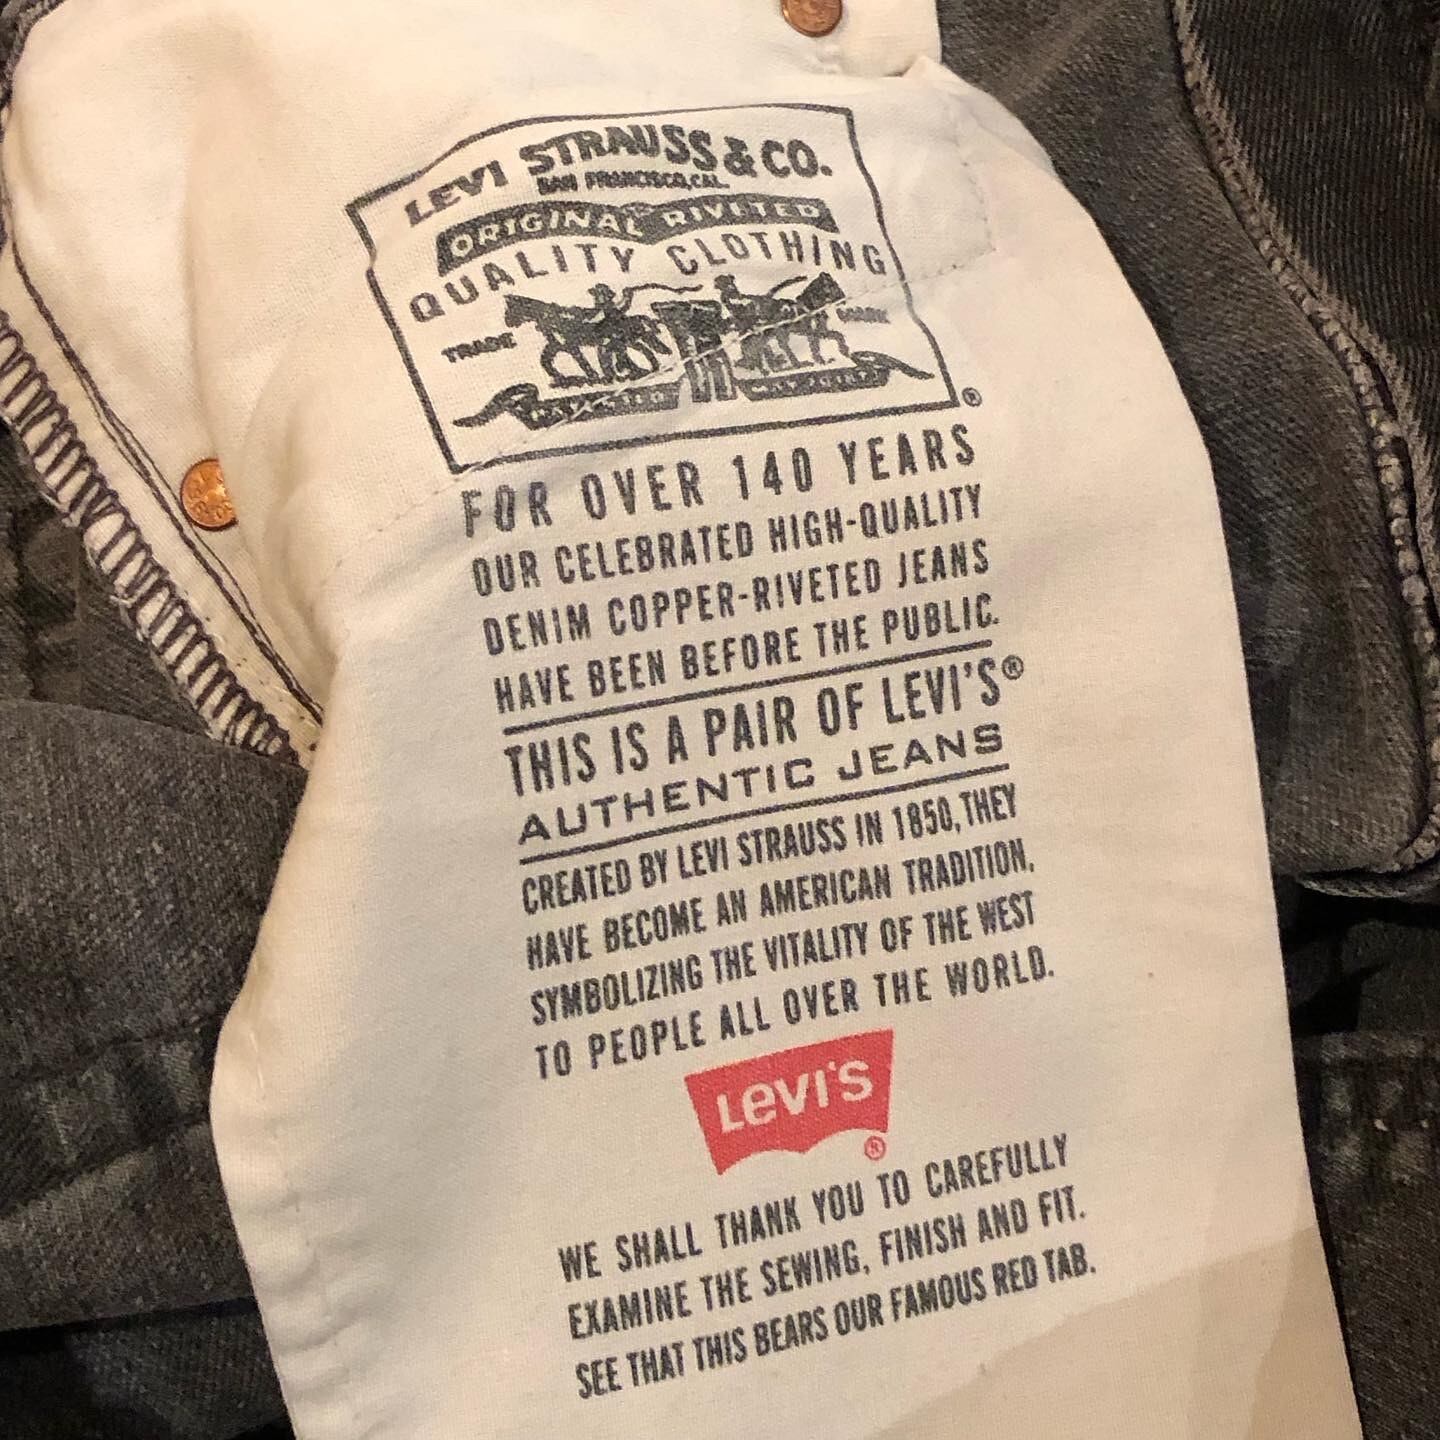 LEVI STRAUSS & CO.
SAN FRANCISCO, CAL.
ORIGINAL RIVETED
QUALITY CLOTHING
TRADE MARK
®
FOR OVER 140 YEARS
OUR CELEBRATED HIGH-QUALITY
DENIM COPPER-RIVETED JEANS
HAVE BEEN BEFORE THE PUBLIC.
THIS IS A PAIR OF LEVI'S®
AUTHENTIC JEANS
CREATED BY LEVI STRAUSS IN 1850, THEY
HAVE BECOME AN AMERICAN TRADITION,
SYMBOLIZING THE VITALITY OF THE WEST
TO PEOPLE ALL OVER THE WORLD.
LEVI'S
®
WE SHALL THANK YOU TO CAREFULLY
EXAMINE THE SEWING, FINISH AND FIT.
SEE THAT THIS BEARS OUR FAMOUS RED TAB.